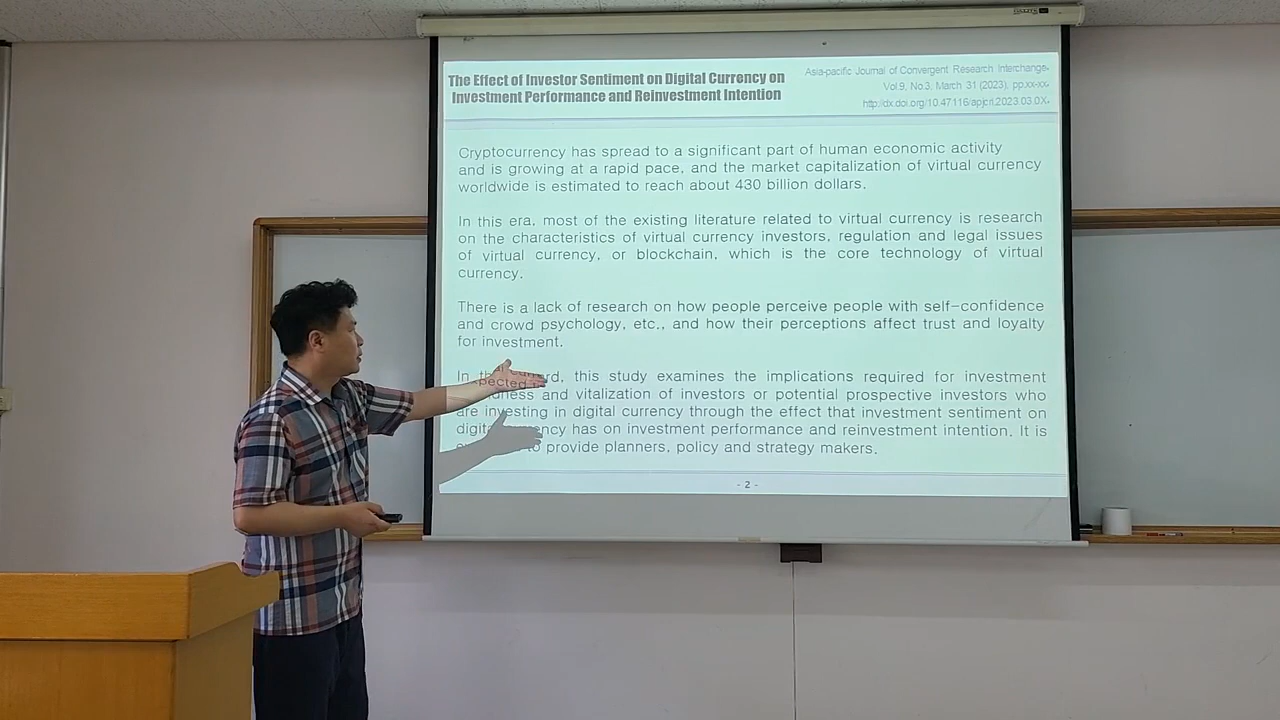 The Effect of Investor Sentiment on Digital Currency on
Investment Performance and Reinvestment Intention
Asia-pacific Journal of Convergent Research Interchange
Vol.9, No.3, March 31 (2023), pp.xx-xx
http://dx.doi.org/10.47116/apjcri.2023.03.0X
Cryptocurrency has spread to a significant part of human economic activity
and is growing at a rapid pace, and the market capitalization of virtual currency
worldwide is estimated to reach about 430 billion dollars.
In this era, most of the existing literature related to virtual currency is research
on the characteristics of virtual currency investors, regulation and legal issues
of virtual currency, or blockchain, which is the core technology of virtual
currency.
There is a lack of research on how people perceive people with self-confidence
and crowd psychology, etc., and how their perceptions affect trust and loyalty
for investment.
In this study examines the implications required for investment
and vitalization of investors or potential prospective investors who
are investing in digital currency through the effect that investment sentiment on
has on investment performance and reinvestment intention. It is
to provide planners, policy and strategy makers.
- 2 -